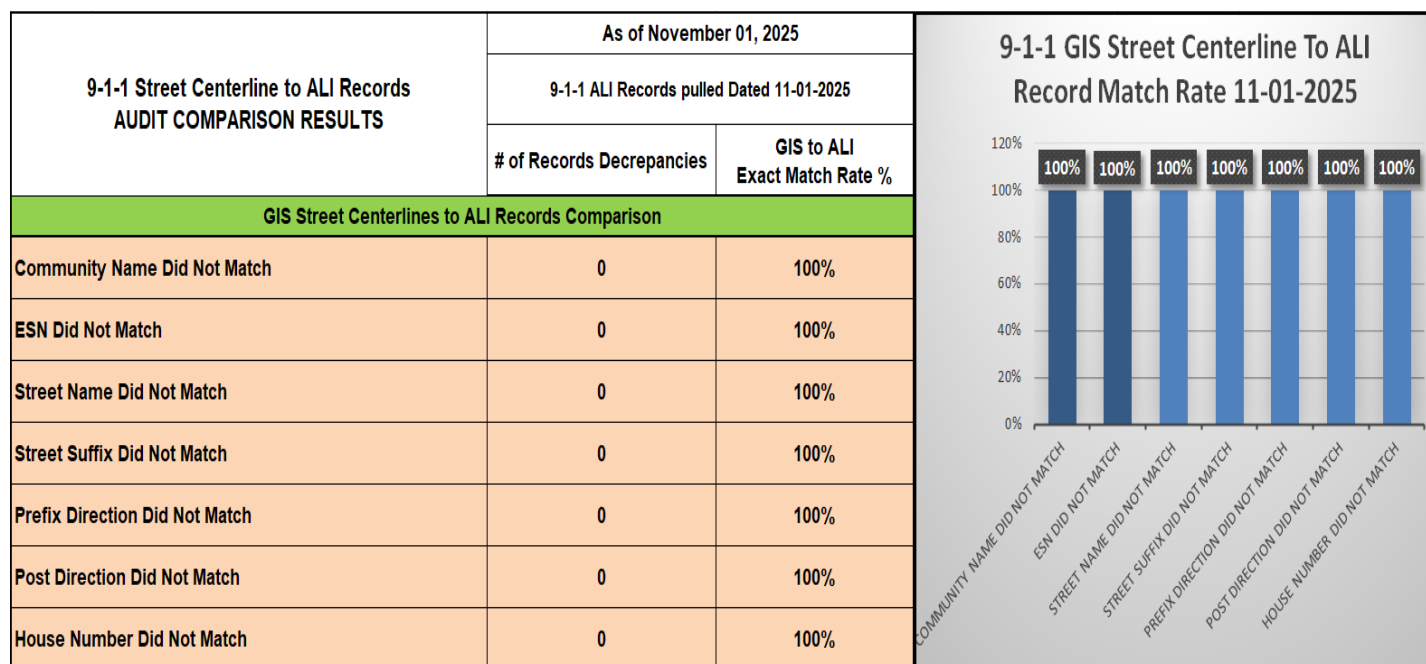 9-1-1 Street Centerline to ALI Records
AUDIT COMPARISON RESULTS
As of November 01, 2025
9-1-1 ALI Records pulled Dated 11-01-2025
# of Records Decrepancies
GIS to ALI
Exact Match Rate %
GIS Street Centerlines to ALI Records Comparison
Community Name Did Not Match 0 100%
ESN Did Not Match 0 100%
Street Name Did Not Match 0 100%
Street Suffix Did Not Match 0 100%
Prefix Direction Did Not Match 0 100%
Post Direction Did Not Match 0 100%
House Number Did Not Match 0 100%
9-1-1 GIS Street Centerline To ALI
Record Match Rate 11-01-2025
120%
100% 100% 100% 100% 100% 100% 100%
100%
80%
60%
40%
20%
0%
COMMUNITY NAME DID NOT MATCH
ESN DID NOT MATCH
STREET NAME DID NOT MATCH
STREET SUFFIX DID NOT MATCH
PREFIX DIRECTION DID NOT MATCH
POST DIRECTION DID NOT MATCH
HOUSE NUMBER DID NOT MATCH